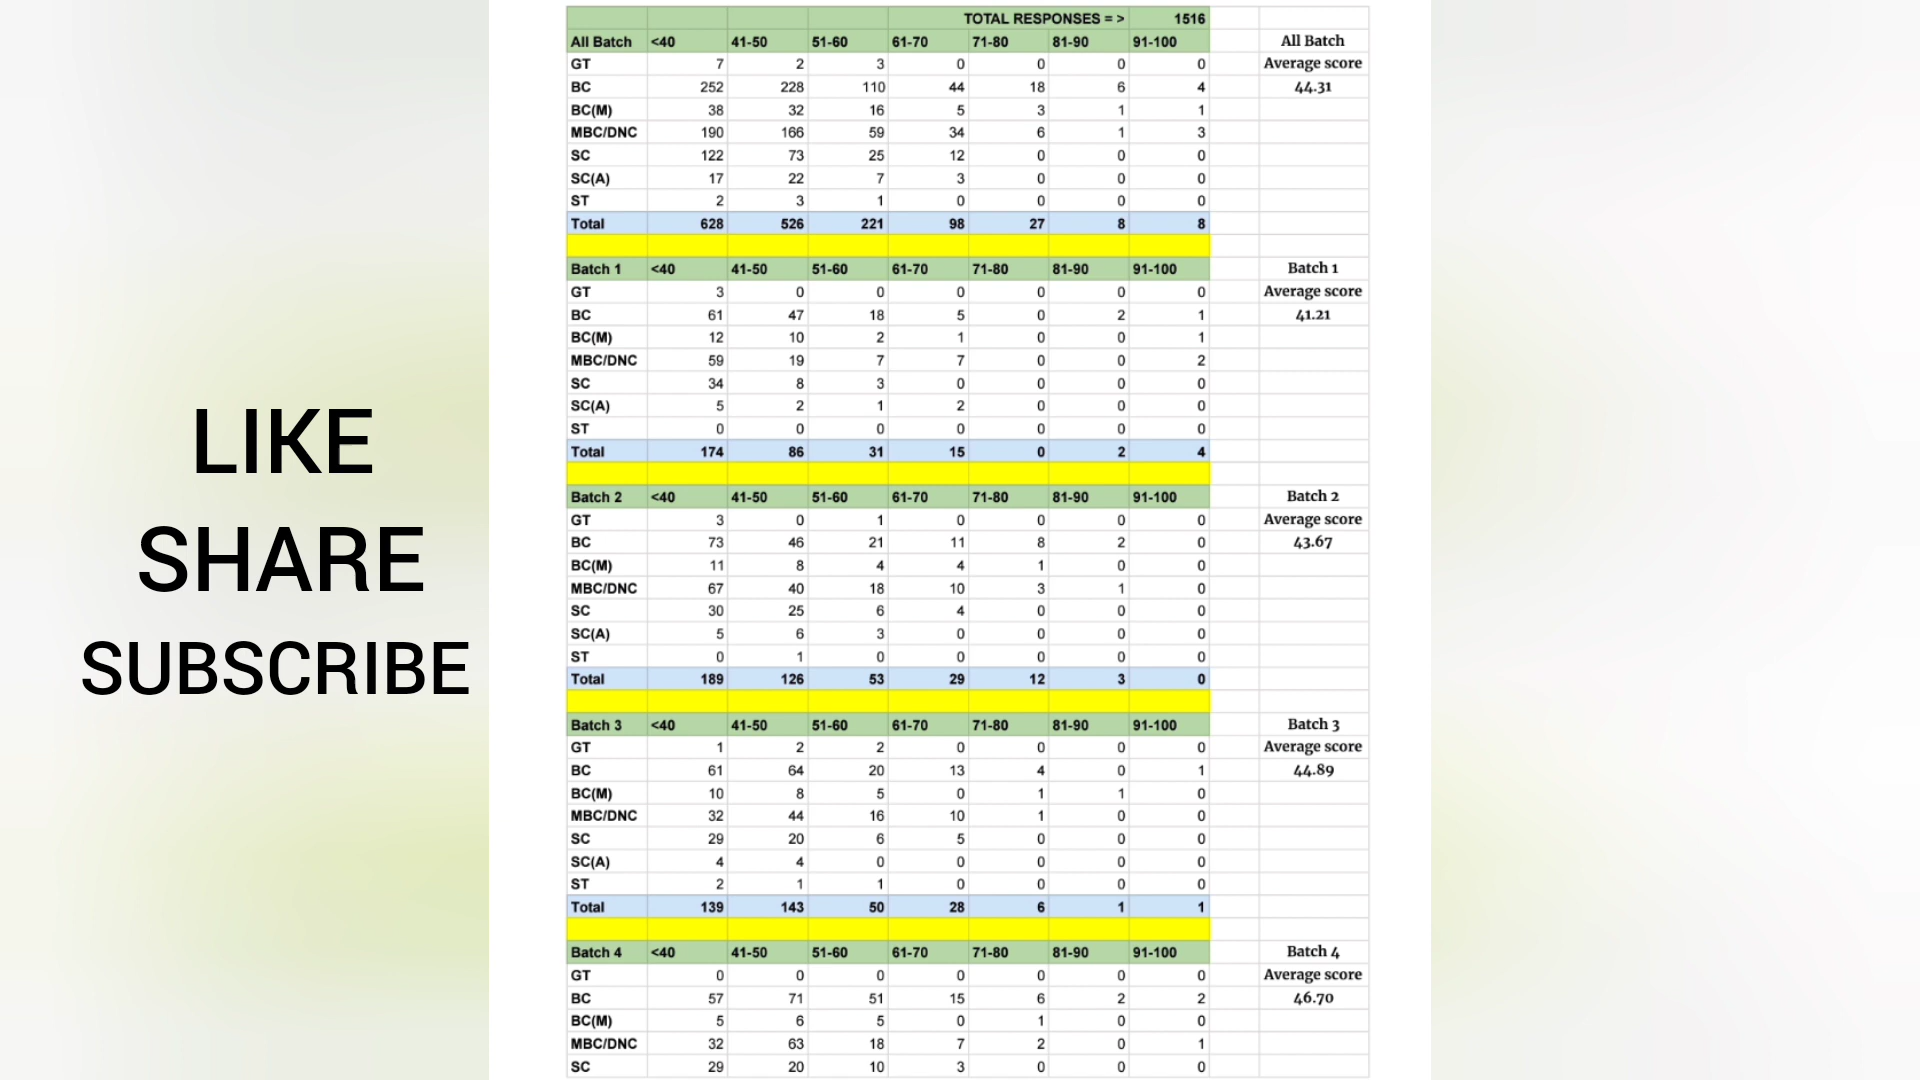 LIKE
SHARE
SUBSCRIBE
TOTAL RESPONSES = > 1516
All Batch <40 41-50 51-60 61-70 71-80 81-90 91-100 All Batch
GT 7 2 3 0 0 0 0 Average score
BC 252 228 110 44 18 6 4 44.31
BC(M) 38 32 16 5 3 1 1
MBC/DNC 190 166 59 34 6 1 3
SC 122 73 25 12 0 0 0
SC(A) 17 22 7 3 0 0 0
ST 2 3 1 0 0 0 0
Total 628 526 221 98 27 8 8
Batch 1 <40 41-50 51-60 61-70 71-80 81-90 91-100 Batch 1
GT 3 0 0 0 0 0 0 Average score
BC 61 47 18 5 0 2 1 41.21
BC(M) 12 10 2 1 0 0 1
MBC/DNC 59 19 7 7 0 0 2
SC 34 8 3 0 0 0 0
SC(A) 5 2 1 2 0 0 0
ST 0 0 0 0 0 0 0
Total 174 86 31 15 0 2 4
Batch 2 <40 41-50 51-60 61-70 71-80 81-90 91-100 Batch 2
GT 3 0 1 0 0 0 0 Average score
BC 73 46 21 11 8 2 0 43.67
BC(M) 11 8 4 4 1 0 0
MBC/DNC 67 40 18 10 3 1 0
SC 30 25 6 4 0 0 0
SC(A) 5 6 3 0 0 0 0
ST 0 1 0 0 0 0 0
Total 189 126 53 29 12 3 0
Batch 3 <40 41-50 51-60 61-70 71-80 81-90 91-100 Batch 3
GT 1 2 2 0 0 0 0 Average score
BC 61 64 20 13 4 0 1 44.89
BC(M) 10 8 5 0 1 1 0
MBC/DNC 32 44 16 10 1 0 0
SC 29 20 6 5 0 0 0
SC(A) 4 4 0 0 0 0 0
ST 2 1 1 0 0 0 0
Total 139 143 50 28 6 1 1
Batch 4 <40 41-50 51-60 61-70 71-80 81-90 91-100 Batch 4
GT 0 0 0 0 0 0 0 Average score
BC 57 71 51 15 6 2 2 46.70
BC(M) 5 6 5 0 1 0 0
MBC/DNC 32 63 18 7 2 0 1
SC 29 20 10 3 0 0 0